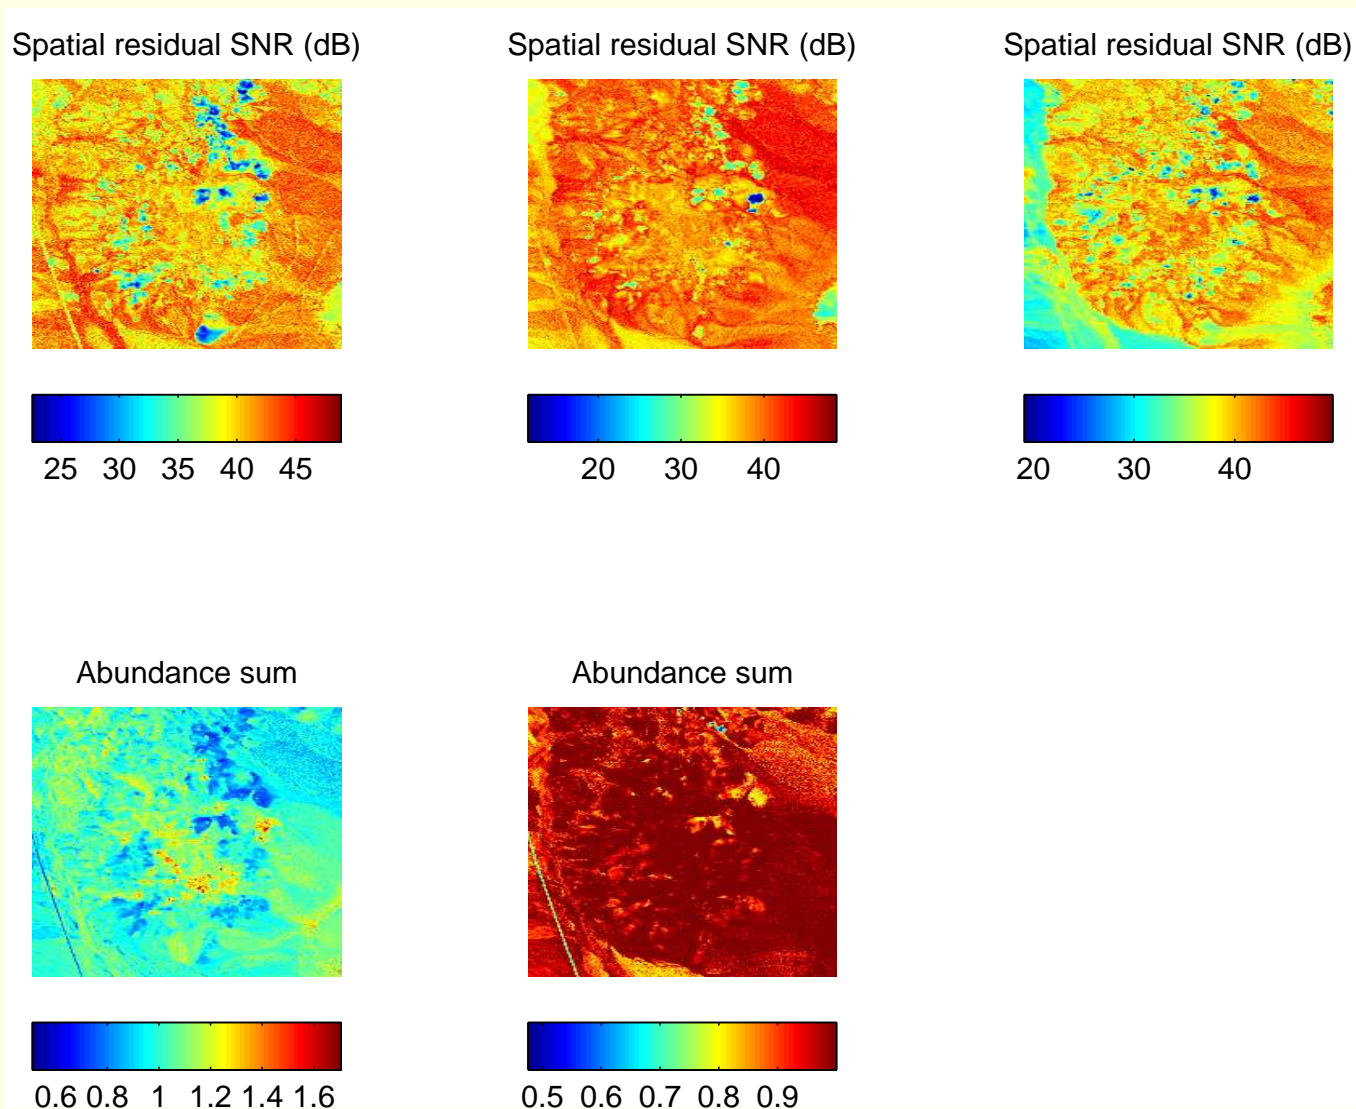 Spatial residual SNR (dB)
Spatial residual SNR (dB)
Spatial residual SNR (dB)
25 30 35 40 45
20 30 40
20 30 40
Abundance sum
Abundance sum
0.6 0.8 1 1.2 1.4 1.6
0.5 0.6 0.7 0.8 0.9